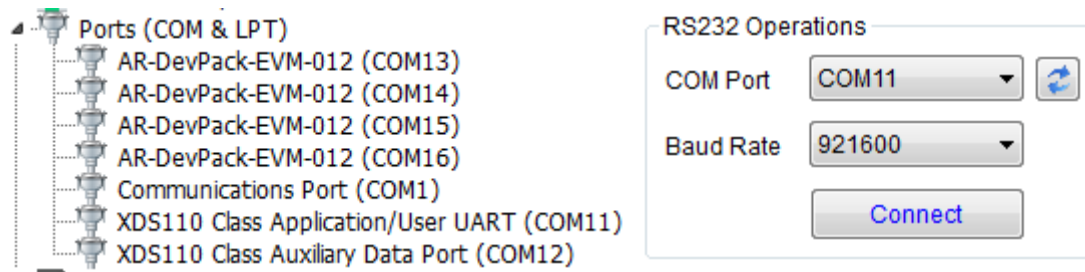 Ports (COM & LPT)
AR-DevPack-EVM-012 (COM13)
AR-DevPack-EVM-012 (COM14)
AR-DevPack-EVM-012 (COM15)
AR-DevPack-EVM-012 (COM16)
Communications Port (COM1)
XDS110 Class Application/User UART (COM11)
XDS110 Class Auxiliary Data Port (COM12)
RS232 Operations
COM Port COM11
Baud Rate 921600
Connect